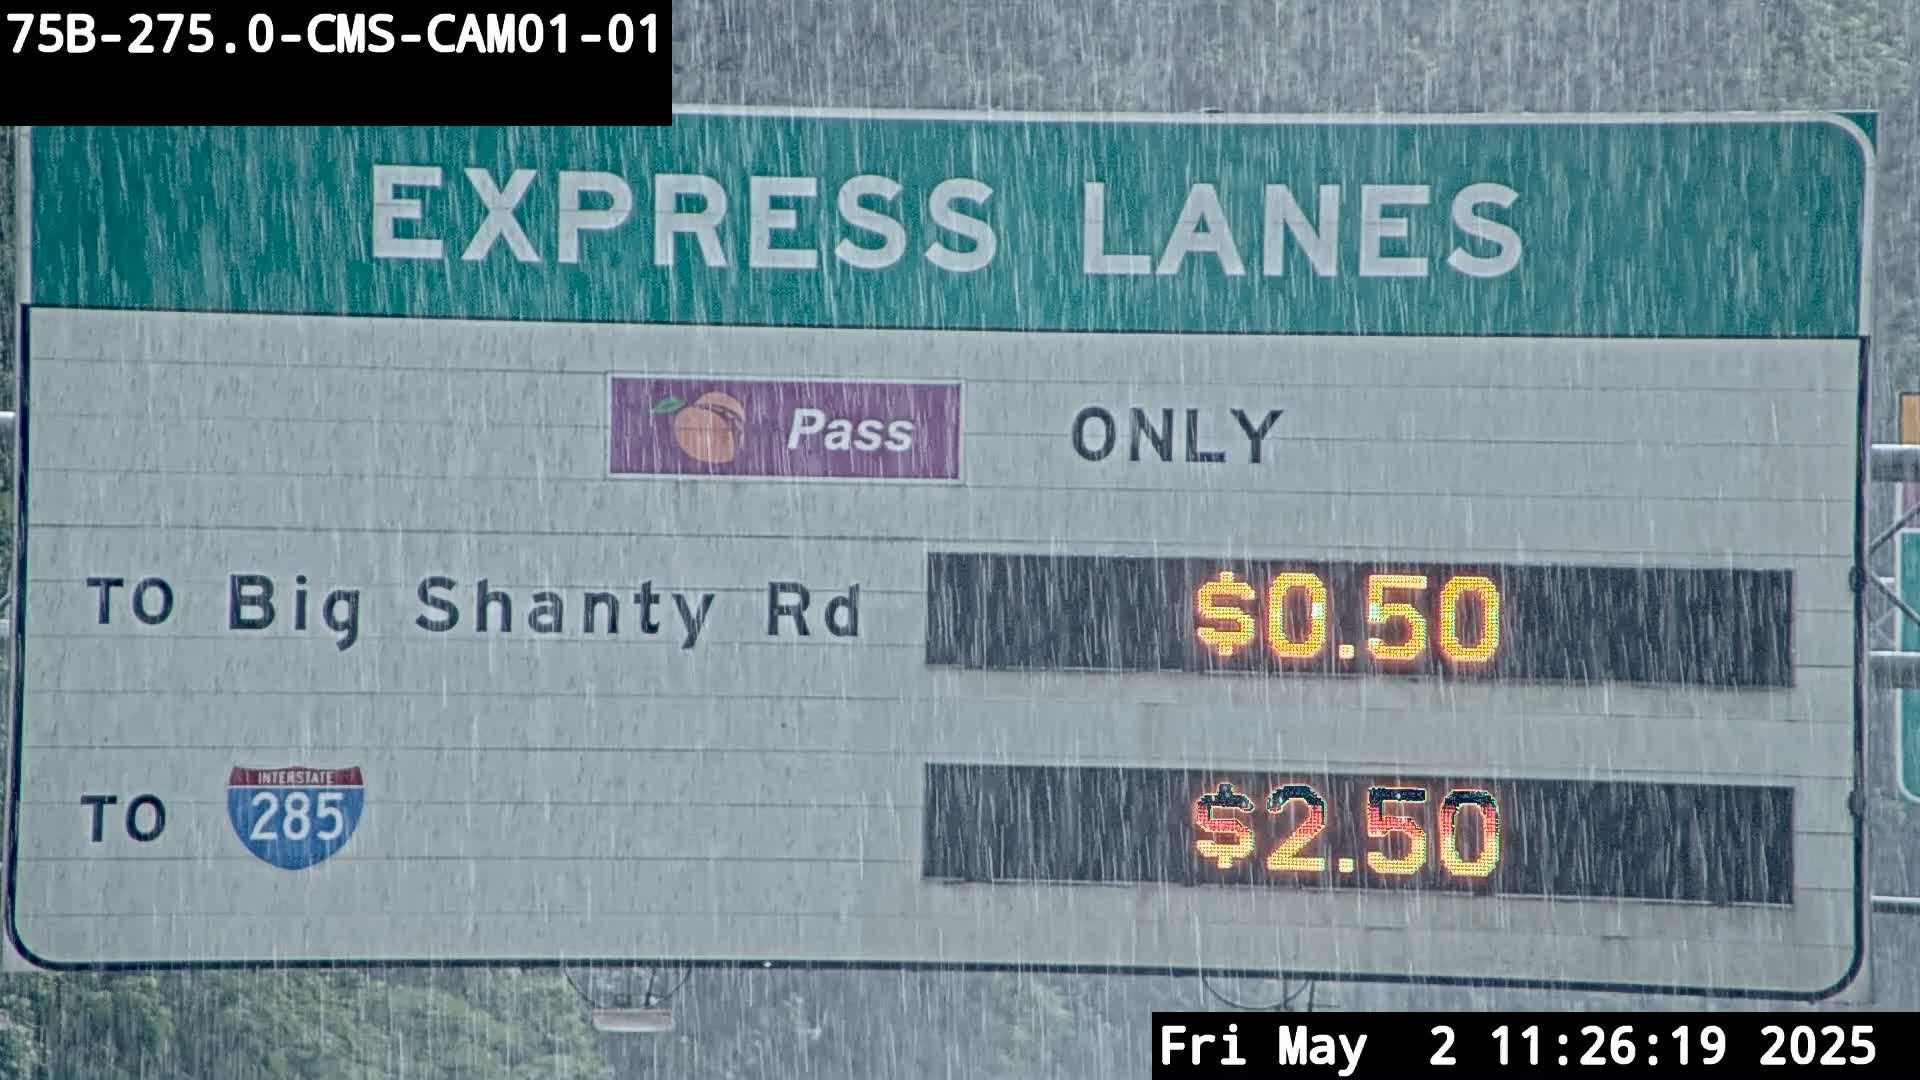 75B-275.0-CMS-CAM01-01
EXPRESS LANES
Pass ONLY
TO Big Shanty Rd $0.50
INTERSTATE
TO 285 $2.50
Fri May 2 11:26:19 2025